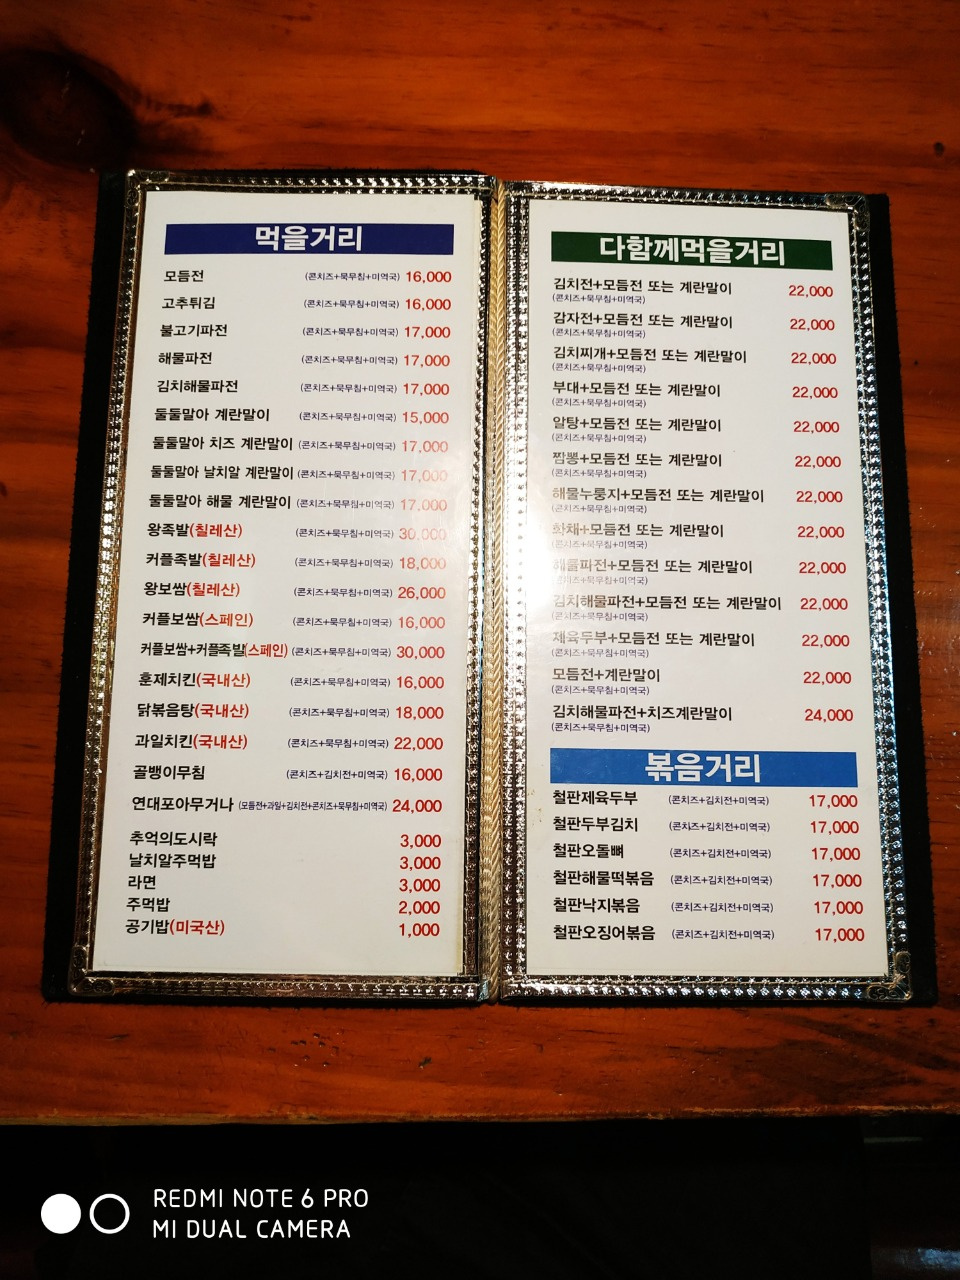 먹을거리
모듬전 (콘치즈+묵무침+미역국) 16,000
고추튀김 (콘치즈+묵무침+미역국) 16,000
불고기파전 (콘치즈+묵무침+미역국) 17,000
해물파전 (콘치즈+묵무침+미역국) 17,000
김치해물파전 (콘치즈+묵무침+미역국) 17,000
둘둘말아 계란말이 (콘치즈+묵무침+미역국) 15,000
둘둘말아 치즈 계란말이 (콘치즈+묵무침+미역국) 17,000
둘둘말아 날치알 계란말이 (콘치즈+묵무침+미역국) 17,000
둘둘말아 해물 계란말이 (콘치즈+묵무침+미역국) 17,000
왕족발(칠레산) (콘치즈+묵무침+미역국) 30,000
커플족발(칠레산) (콘치즈+묵무침+미역국) 18,000
왕보쌈(칠레산) (콘치즈+묵무침+미역국) 26,000
커플보쌈(스페인) (콘치즈+묵무침+미역국) 16,000
커플보쌈+커플족발(스페인) (콘치즈+묵무침+미역국) 30,000
훈제치킨(국내산) (콘치즈+묵무침+미역국) 16,000
닭볶음탕(국내산) (콘치즈+묵무침+미역국) 18,000
과일치킨(국내산) (콘치즈+묵무침+미역국) 22,000
골뱅이무침 (콘치즈+김치전+미역국) 16,000
연대포아무거나 (모듬전+과일+김치전+콘치즈+묵무침+미역국) 24,000
추억의도시락 3,000
날치알주먹밥 3,000
라면 3,000
주먹밥 2,000
공기밥(미국산) 1,000
다함께먹을거리
김치전+모듬전 또는 계란말이 22,000
(콘치즈+묵무침+미역국)
감자전+모듬전 또는 계란말이 22,000
(콘치즈+묵무침+미역국)
김치찌개+모듬전 또는 계란말이 22,000
(콘치즈+묵무침+미역국)
부대+모듬전 또는 계란말이 22,000
(콘치즈+묵무침+미역국)
알탕+모듬전 또는 계란말이 22,000
(콘치즈+묵무침+미역국)
짬뽕+모듬전 또는 계란말이 22,000
(콘치즈+묵무침+미역국)
해물누룽지+모듬전 또는 계란말이 22,000
(콘치즈+묵무침+미역국)
화채+모듬전 또는 계란말이 22,000
(콘치즈+묵무침+미역국)
해물파전+모듬전 또는 계란말이 22,000
(콘치즈+묵무침+미역국)
김치해물파전+모듬전 또는 계란말이 22,000
(콘치즈+묵무침+미역국)
제육두부+모듬전 또는 계란말이 22,000
(콘치즈+묵무침+미역국)
모듬전+계란말이 22,000
(콘치즈+묵무침+미역국)
김치해물파전+치즈계란말이 24,000
(콘치즈+묵무침+미역국)
볶음거리
철판제육두부 (콘치즈+김치전+미역국) 17,000
철판두부김치 (콘치즈+김치전+미역국) 17,000
철판오돌뼈 (콘치즈+김치전+미역국) 17,000
철판해물떡볶음 (콘치즈+김치전+미역국) 17,000
철판낙지볶음 (콘치즈+김치전+미역국) 17,000
철판오징어볶음 (콘치즈+김치전+미역국) 17,000
REDMI NOTE 6 PRO
MI DUAL CAMERA